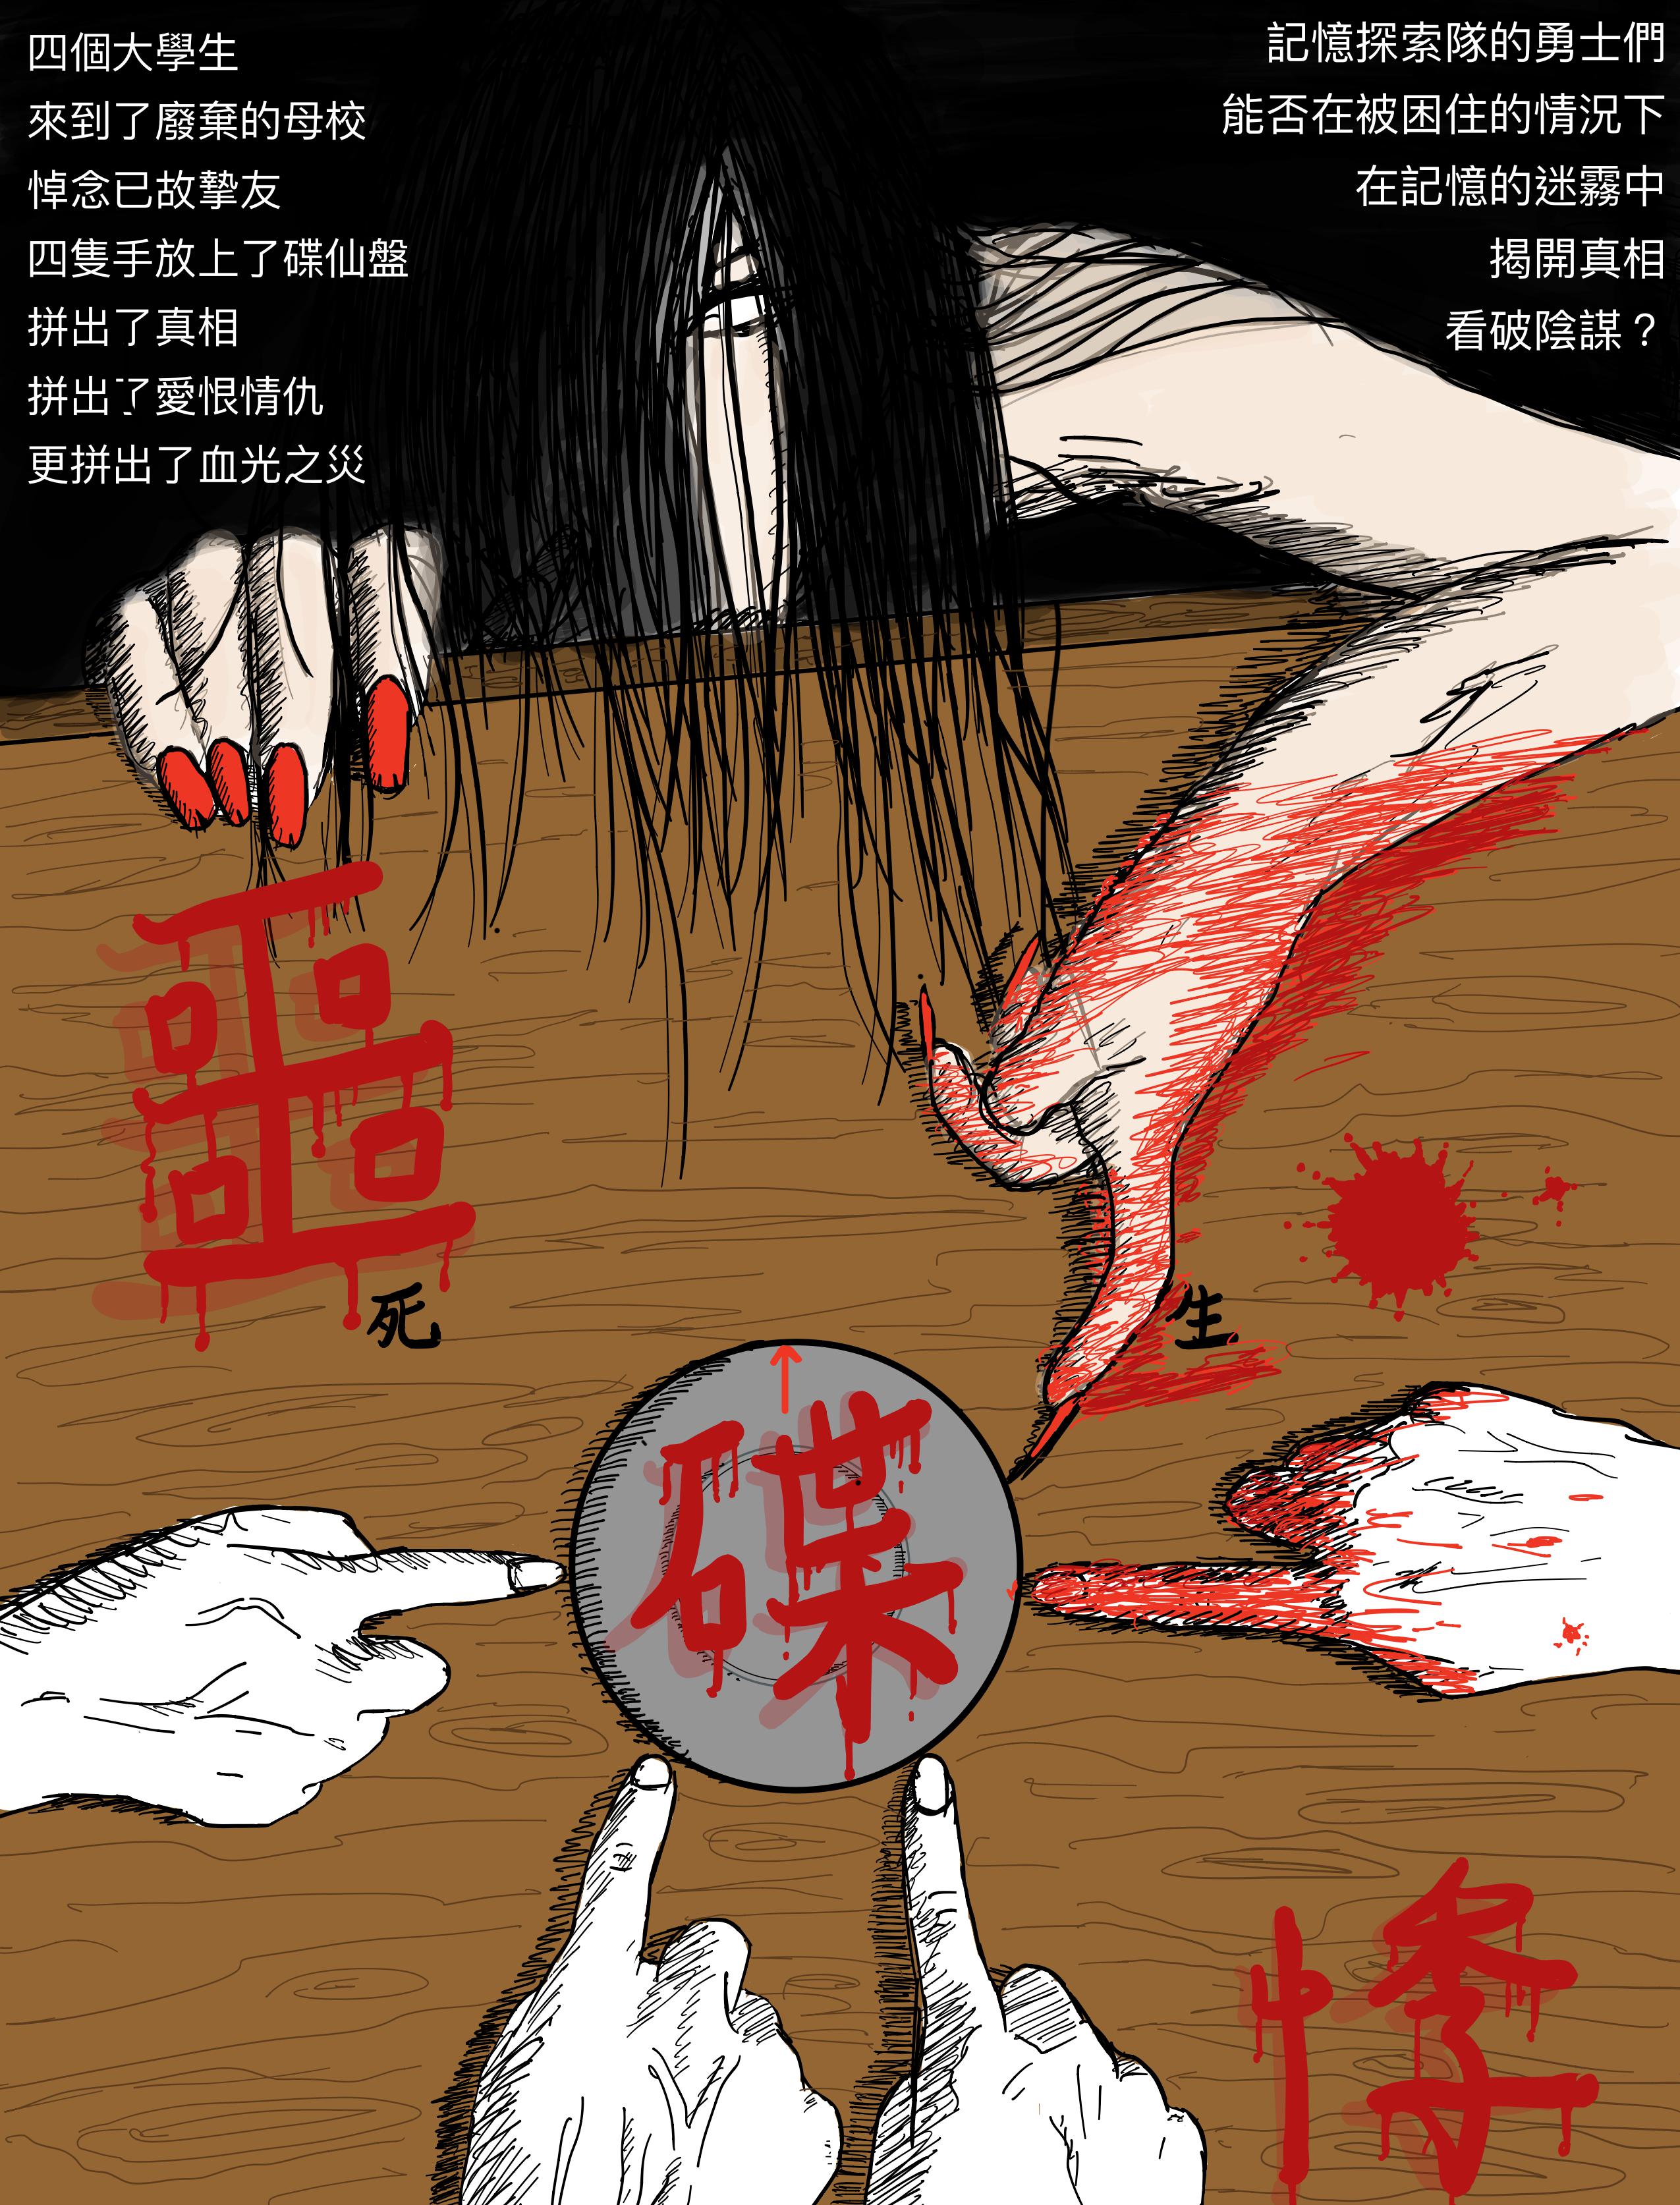 四個大學生
來到了廢棄的母校
悼念已故摯友
四隻手放上了碟仙盤
拼出了真相
拼出了愛恨情仇
更拼出了血光之災
記憶探索隊的勇士們
能否在被困住的情況下
在記憶的迷霧中
揭開真相
看破陰謀？
噩
死
生
碟
悸